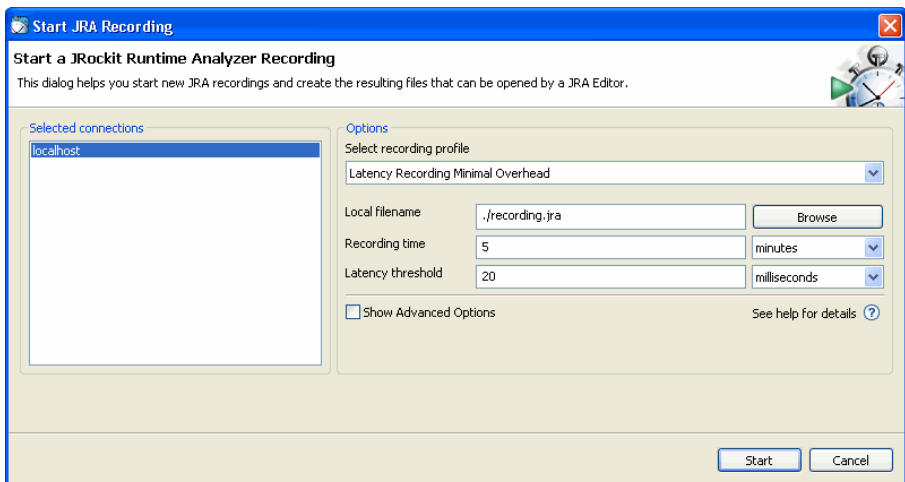 Start JRA Recording
Start a JRockit Runtime Analyzer Recording
This dialog helps you start new JRA recordings and create the resulting files that can be opened by a JRA Editor.
Selected connections
localhost
Options
Select recording profile
Latency Recording Minimal Overhead
Local filename ./recording.jra Browse
Recording time 5 minutes
Latency threshold 20 milliseconds
Show Advanced Options See help for details ?
Start Cancel